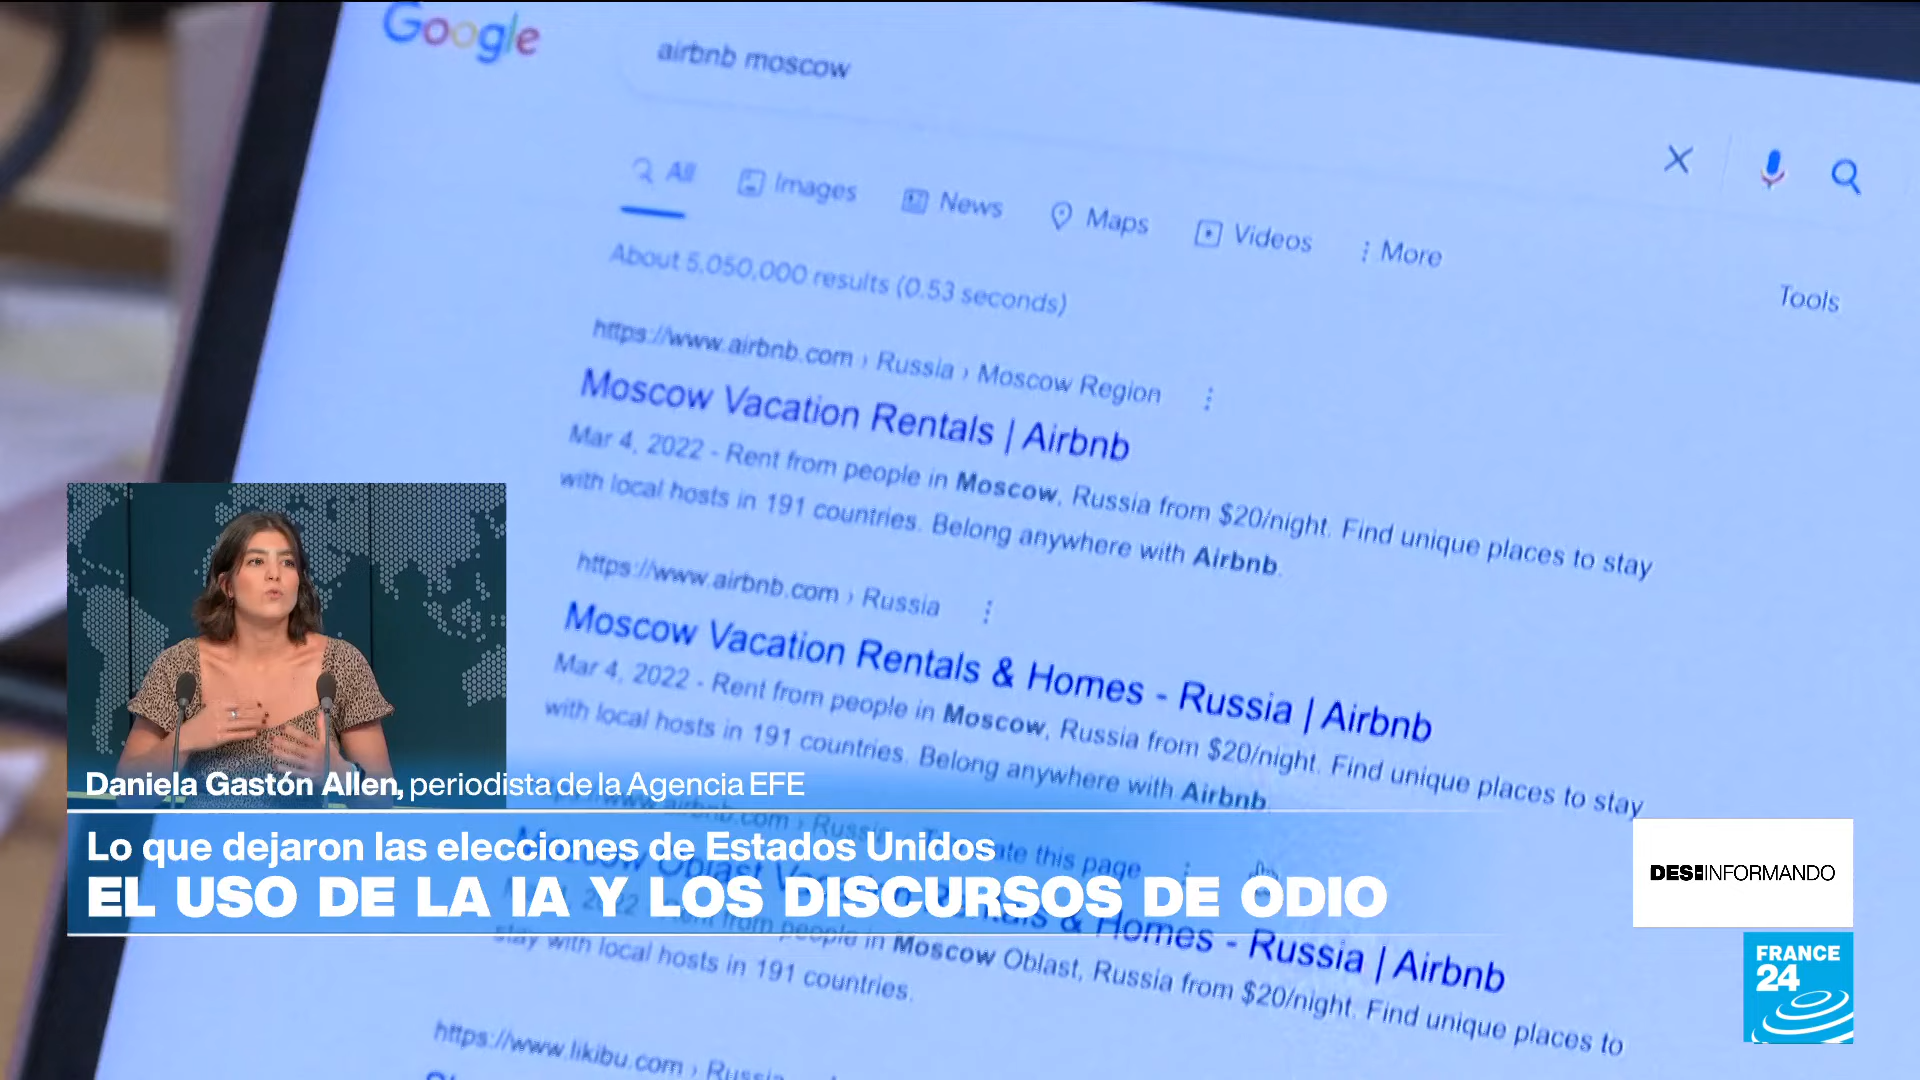 Google
airbnb moscow
All
Images
News
Maps
Videos
More
Tools
About 5,050,000 results (0.53 seconds)
https://www.airbnb.com › Russia › Moscow Region
Moscow Vacation Rentals | Airbnb
Mar 4, 2022 - Rent from people in Moscow, Russia from $20/night. Find unique places to stay
with local hosts in 191 countries. Belong anywhere with Airbnb.
https://www.airbnb.com › Russia
Moscow Vacation Rentals & Homes - Russia | Airbnb
Mar 4, 2022 - Rent from people in Moscow, Russia from $20/night. Find unique places to stay
with local hosts in 191 countries. Belong anywhere with Airbnb.
this page
& Homes - Russia | Airbnb
from people in Moscow Oblast, Russia from $20/night. Find unique places to
stay with local hosts in 191 countries.
https://www.likibu.com › Russia
Daniela Gastón Allen, periodista de la Agencia EFE
Lo que dejaron las elecciones de Estados Unidos
EL USO DE LA IA Y LOS DISCURSOS DE ODIO
DES:INFORMANDO
FRANCE
24